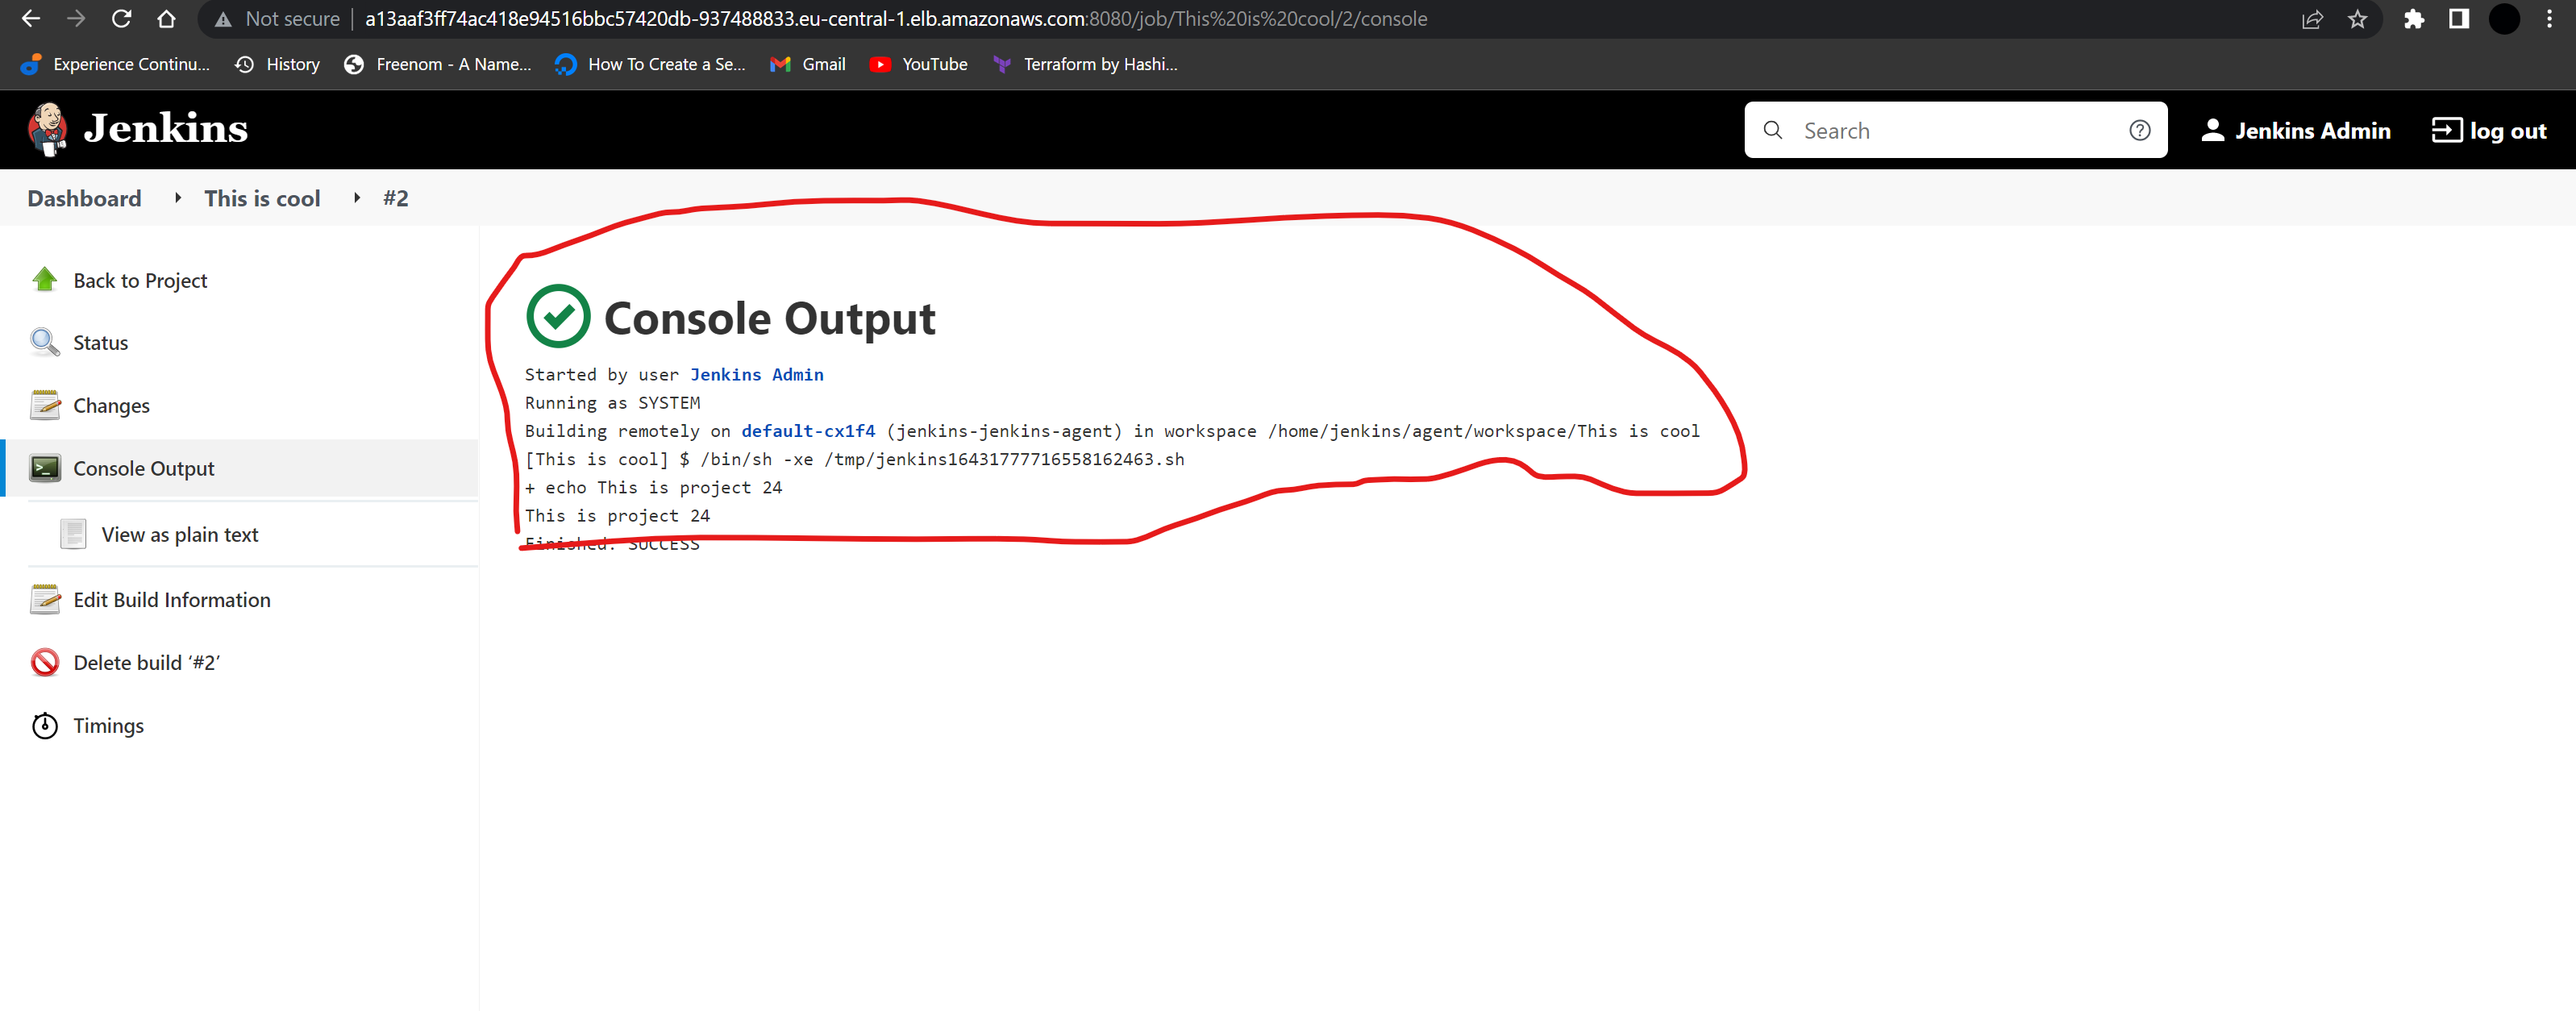 Not secure | a13aaf3ff74ac418e94516bbc57420db-937488833.eu-central-1.elb.amazonaws.com:8080/job/This%20is%20cool/2/console
Experience Continu... History Freenom - A Name... How To Create a Se... Gmail YouTube Terraform by Hashi...
Jenkins Search Jenkins Admin log out
Dashboard This is cool #2
Back to Project
Status
Changes
Console Output
View as plain text
Edit Build Information
Delete build ‘#2’
Timings
Console Output
Started by user Jenkins Admin
Running as SYSTEM
Building remotely on default-cx1f4 (jenkins-jenkins-agent) in workspace /home/jenkins/agent/workspace/This is cool
[This is cool] $ /bin/sh -xe /tmp/jenkins16431777716558162463.sh
+ echo This is project 24
This is project 24
Finished: SUCCESS